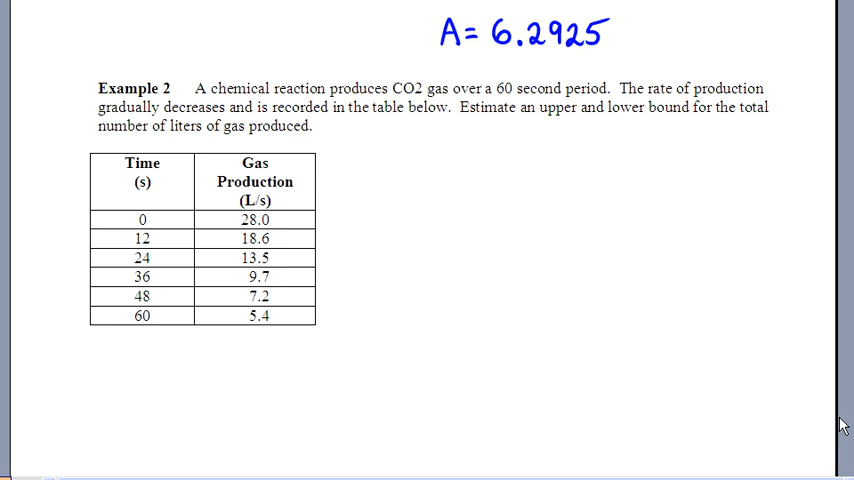 A= 6.2925
Example 2 A chemical reaction produces CO2 gas over a 60 second period. The rate of production
gradually decreases and is recorded in the table below. Estimate an upper and lower bound for the total
number of liters of gas produced.
Time (s) Gas Production (L/s)
0 28.0
12 18.6
24 13.5
36 9.7
48 7.2
60 5.4